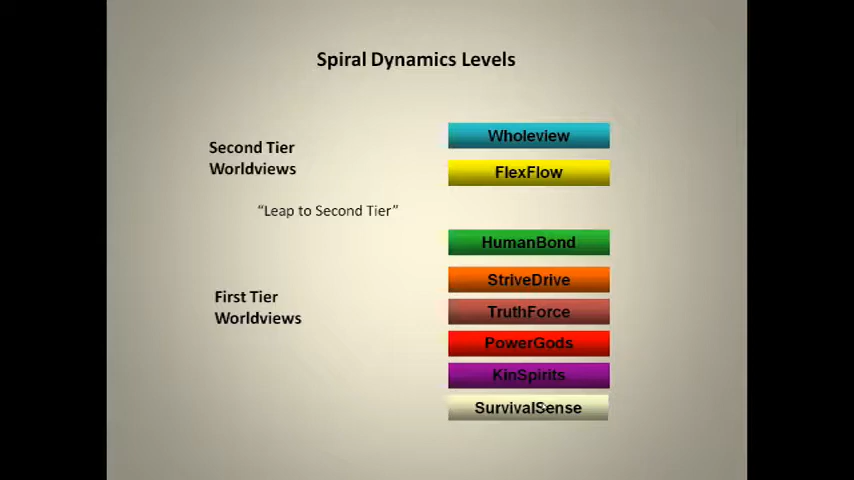 Spiral Dynamics Levels
Second Tier
Worldviews
Wholeview
FlexFlow
“Leap to Second Tier”
HumanBond
First Tier
Worldviews
StriveDrive
TruthForce
PowerGods
KinSpirits
SurvivalSense